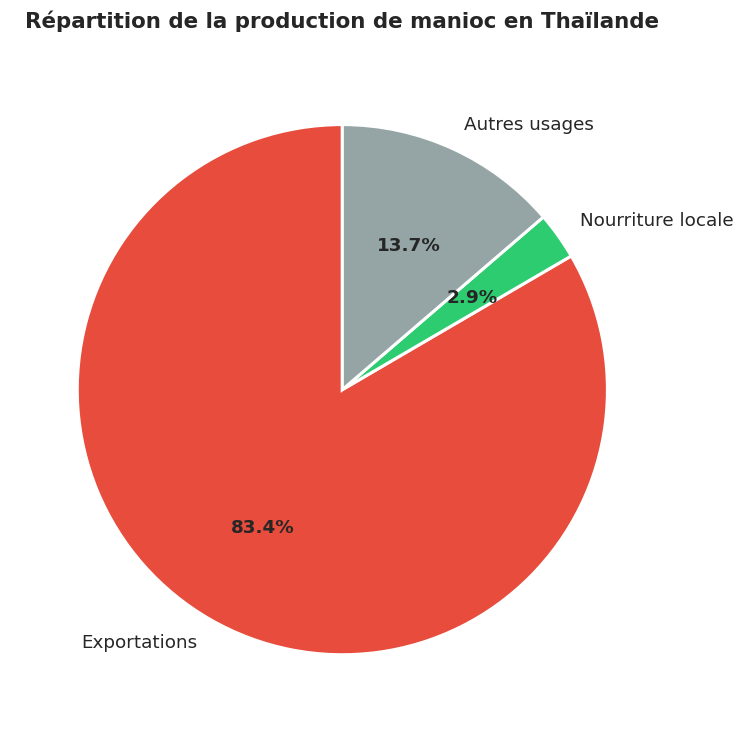 Répartition de la production de manioc en Thaïlande
Autres usages
Nourriture locale
13.7%
2.9%
83.4%
Exportations